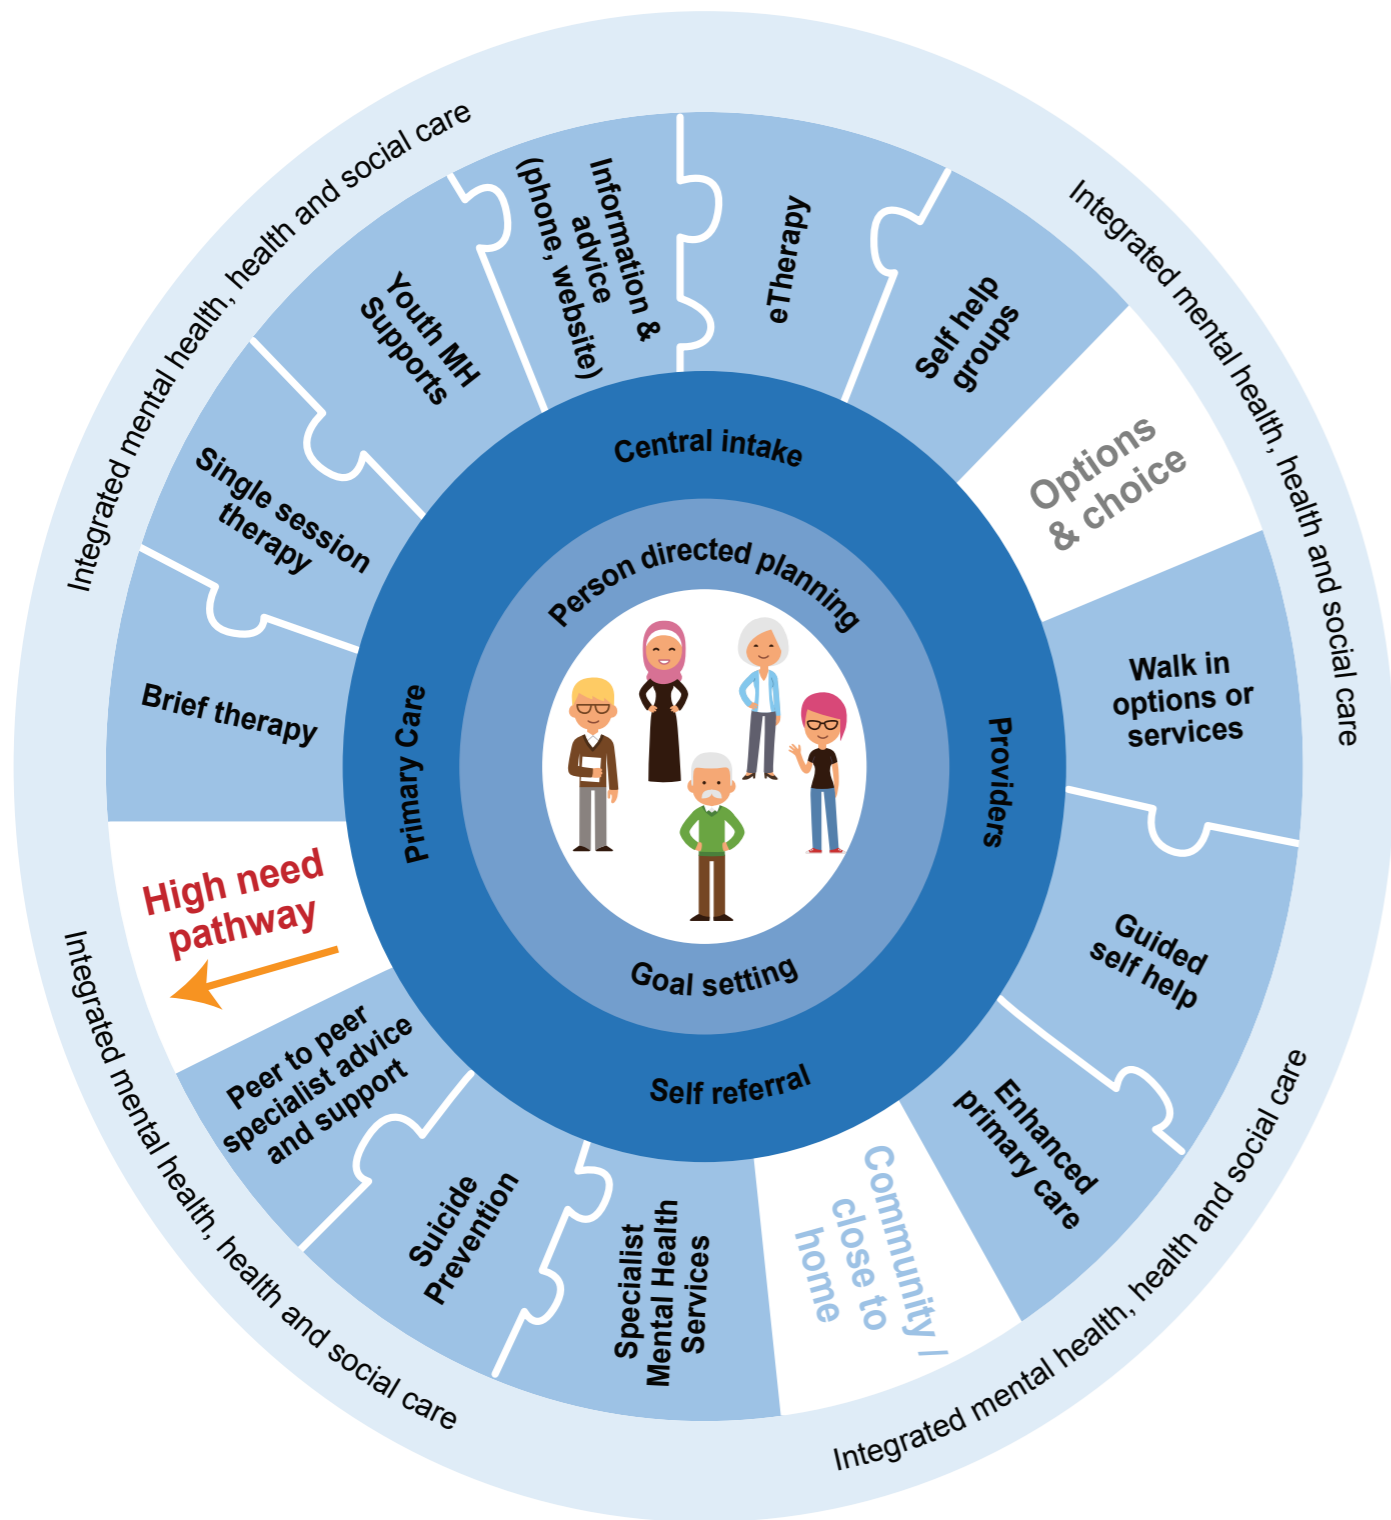 Integrated mental health, health and social care
Integrated mental health, health and social care
Information &
advice
(phone, website)
eTherapy
Self help
groups
Options
& choice
Walk in
options or
services
Guided
self help
Enhanced
primary care
Community /
close to
home
Specialist
Mental Health
Services
Suicide
Prevention
Peer to peer
specialist advice
and support
High need
pathway
Brief therapy
Single session
therapy
Youth MH
Supports
Central intake
Providers
Self referral
Primary Care
Person directed planning
Goal setting
Integrated mental health, health and social care
Integrated mental health, health and social care